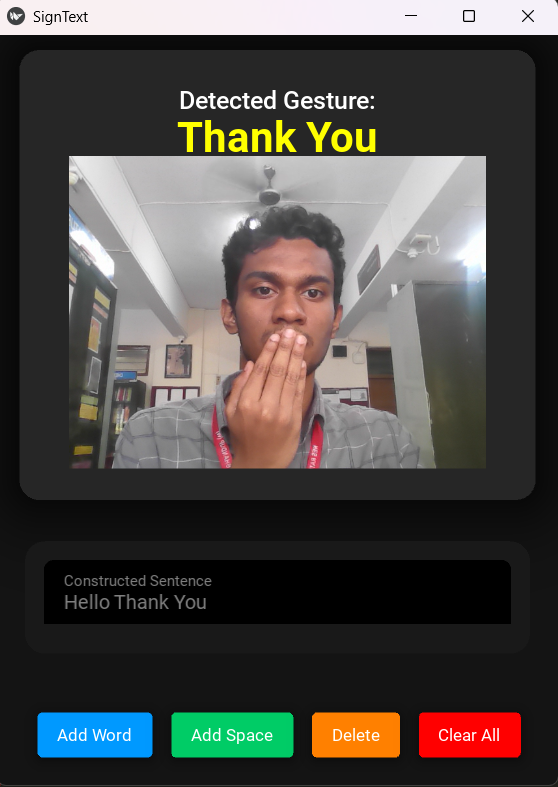 SignText
Detected Gesture:
Thank You
Constructed Sentence
Hello Thank You
Add Word
Add Space
Delete
Clear All